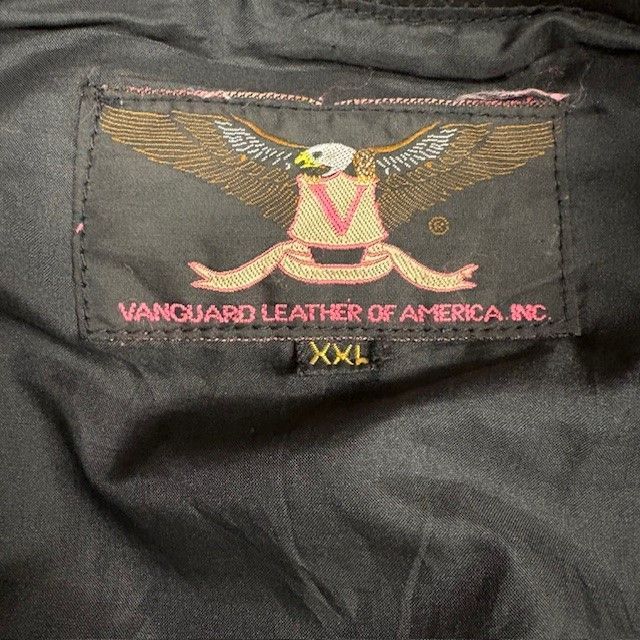 V
®
VANGUARD LEATHER OF AMERICA. INC.
XXL